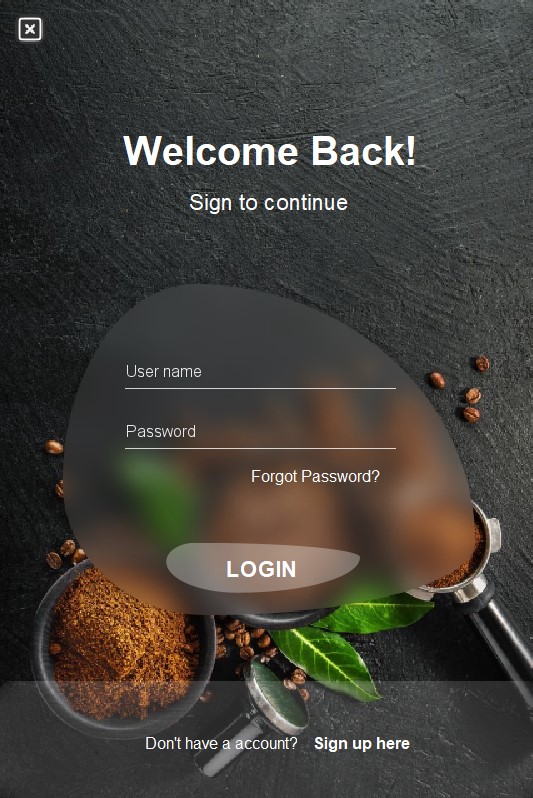 Welcome Back!
Sign to continue
User name
Password
Forgot Password?
LOGIN
Don't have a account? Sign up here